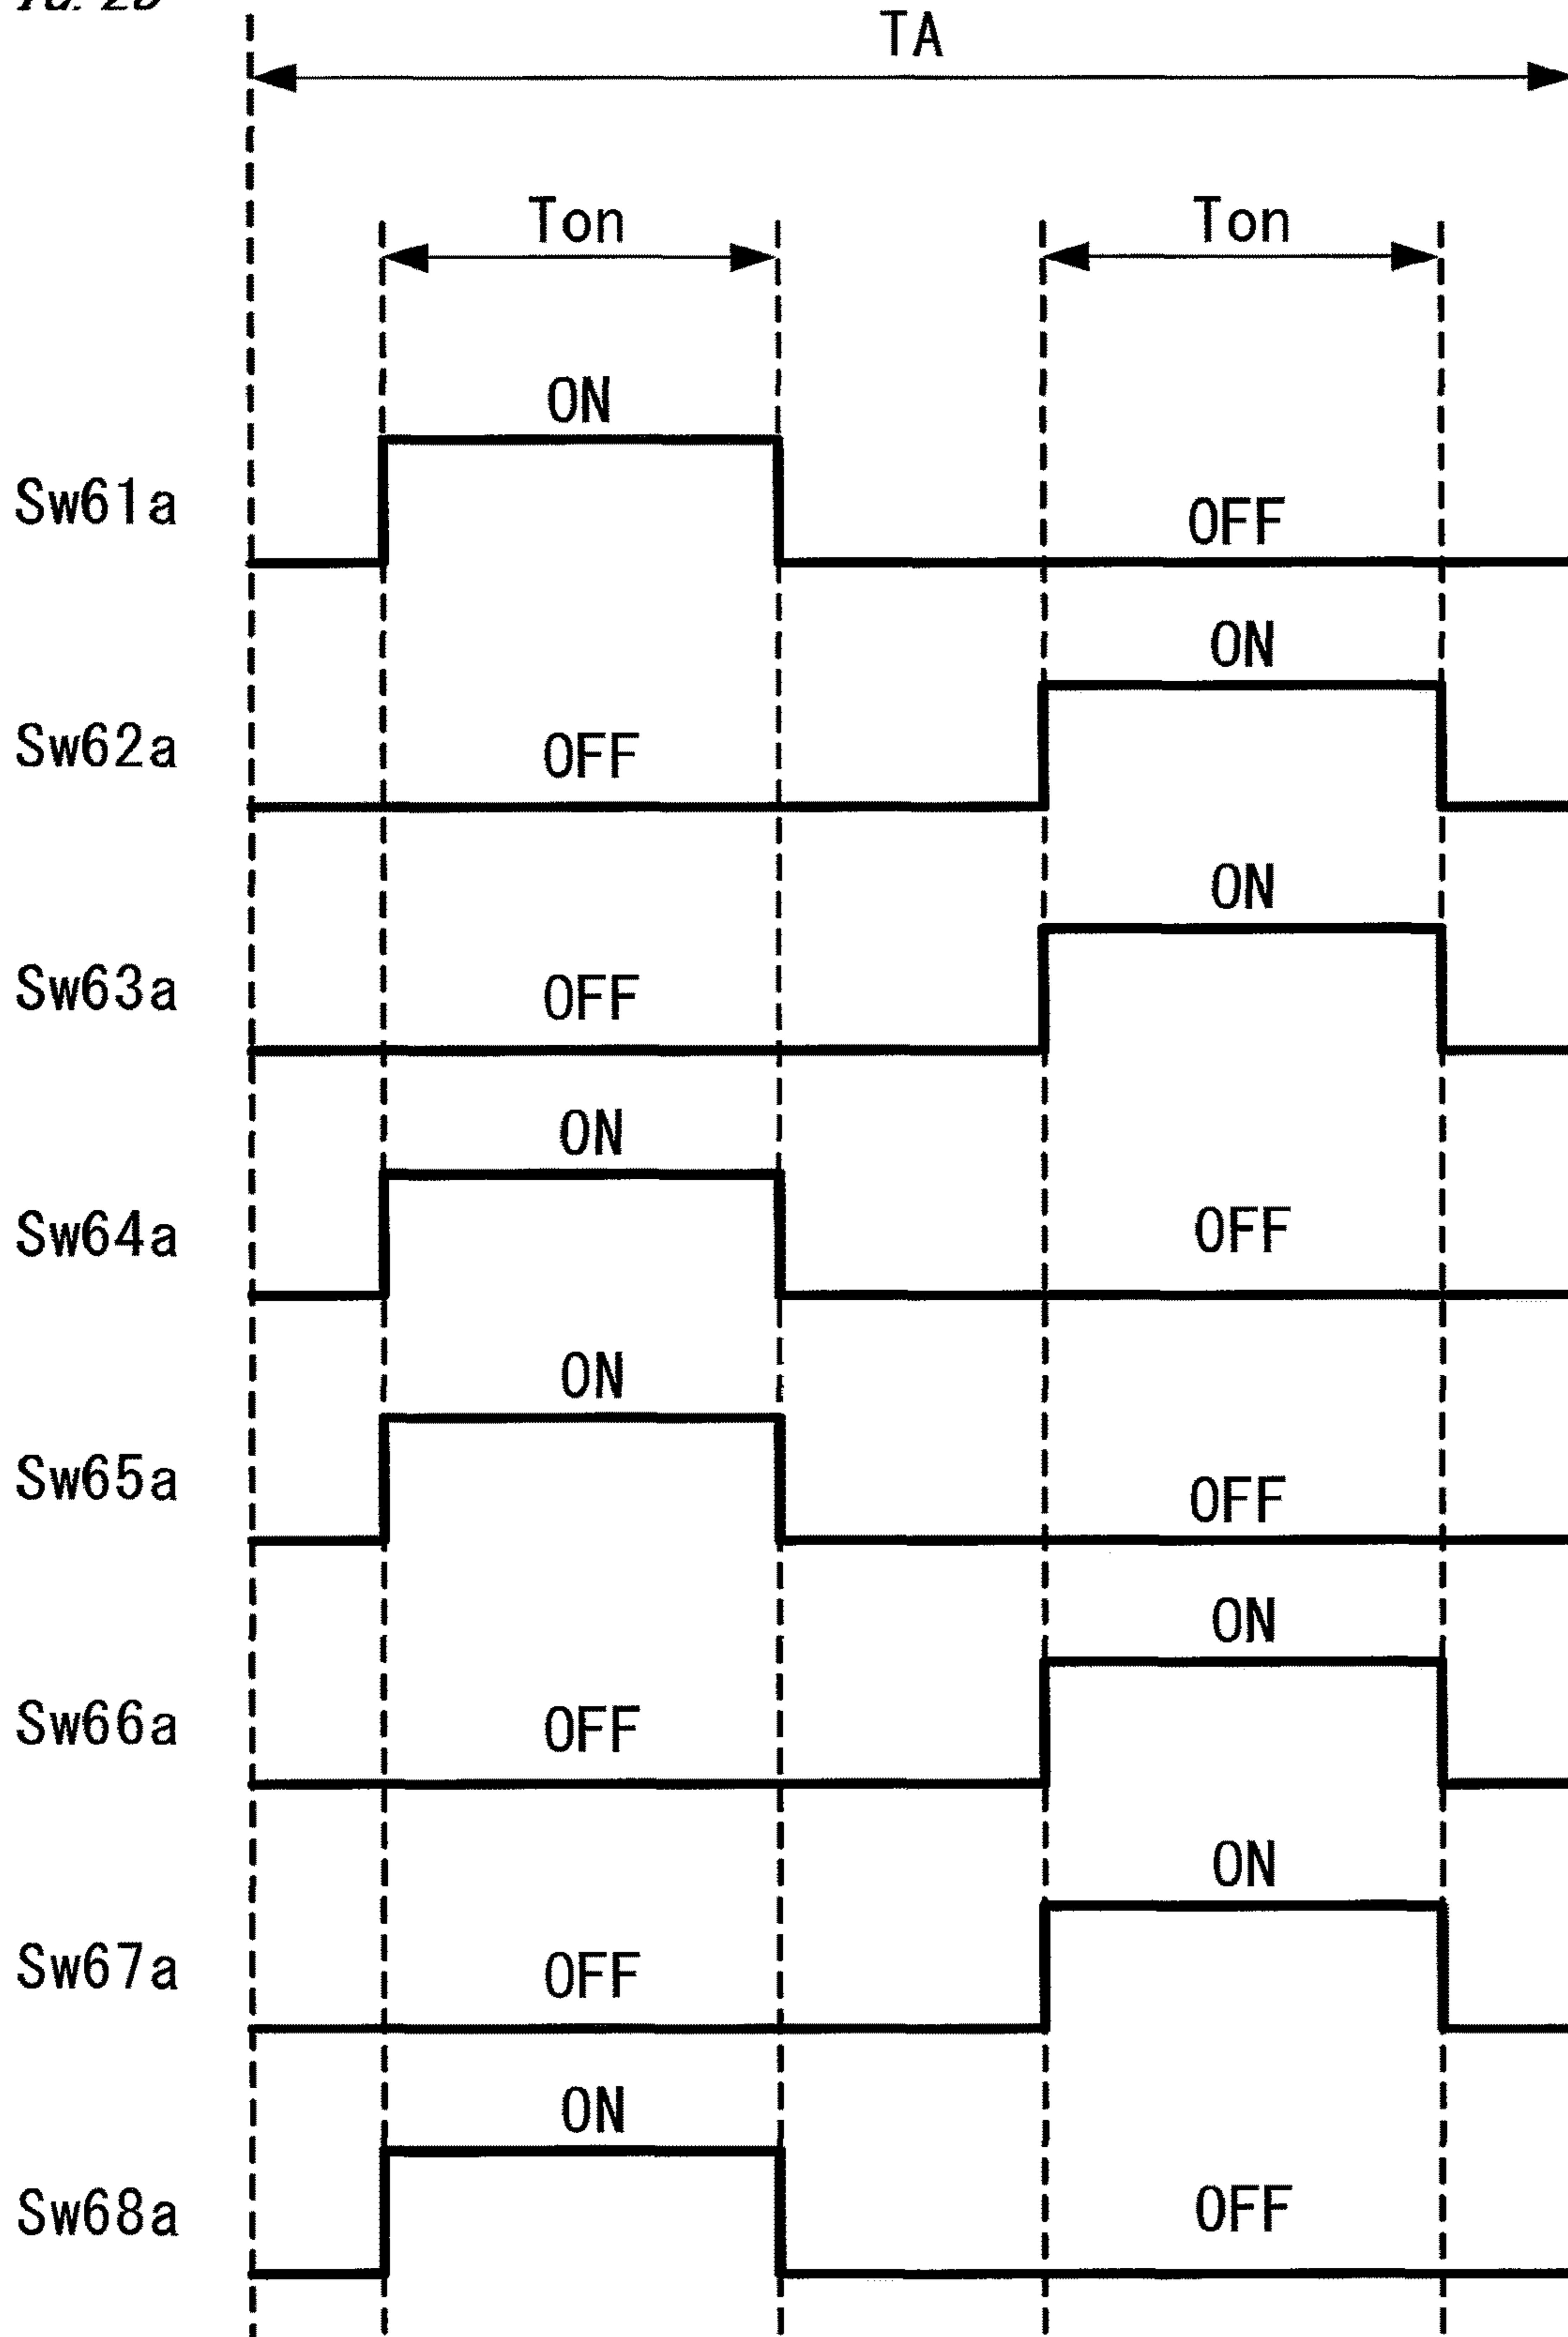 TA
Ton Ton
ON
Sw61a OFF
ON
Sw62a OFF
ON
Sw63a OFF
ON
Sw64a OFF
ON
Sw65a OFF
ON
Sw66a OFF
ON
Sw67a OFF
ON
Sw68a OFF